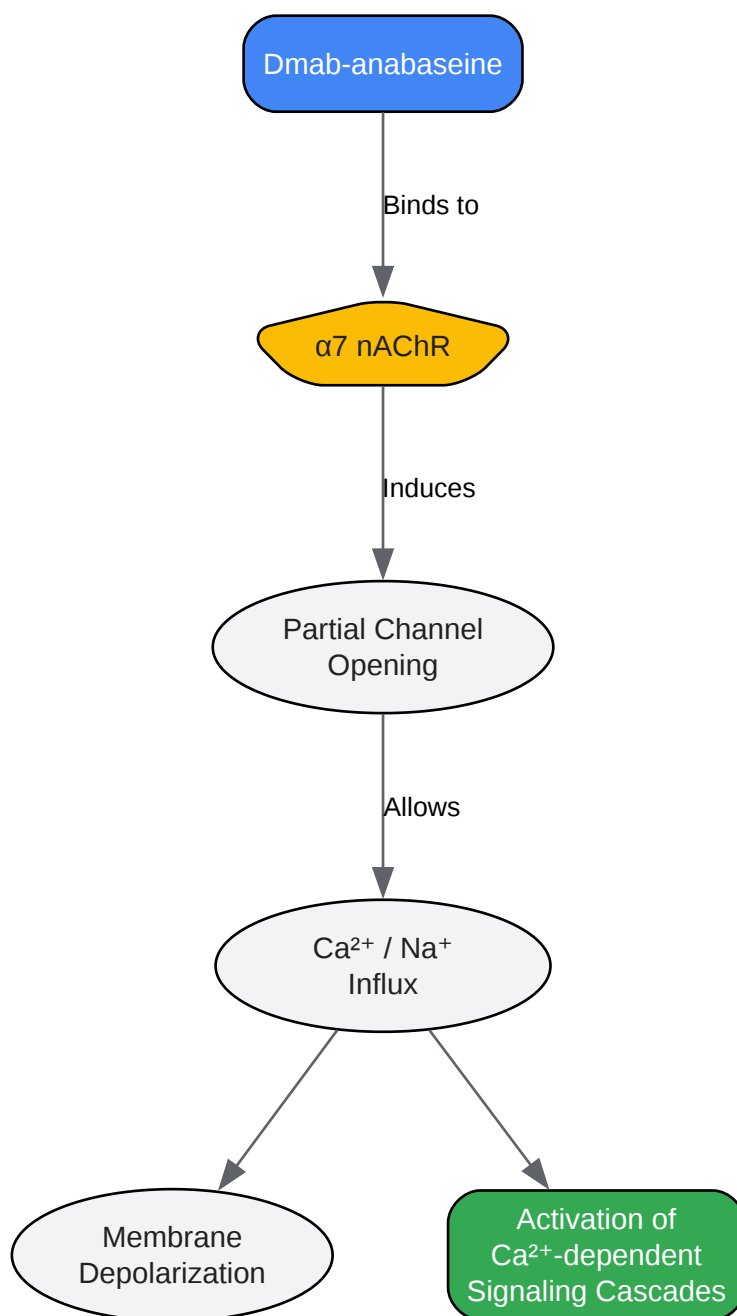 Dmab-anabaseine
Binds to
α7 nAChR
Induces
Partial Channel
Opening
Allows
Ca²⁺ / Na⁺
Influx
Membrane
Depolarization
Activation of
Ca²⁺-dependent
Signaling Cascades